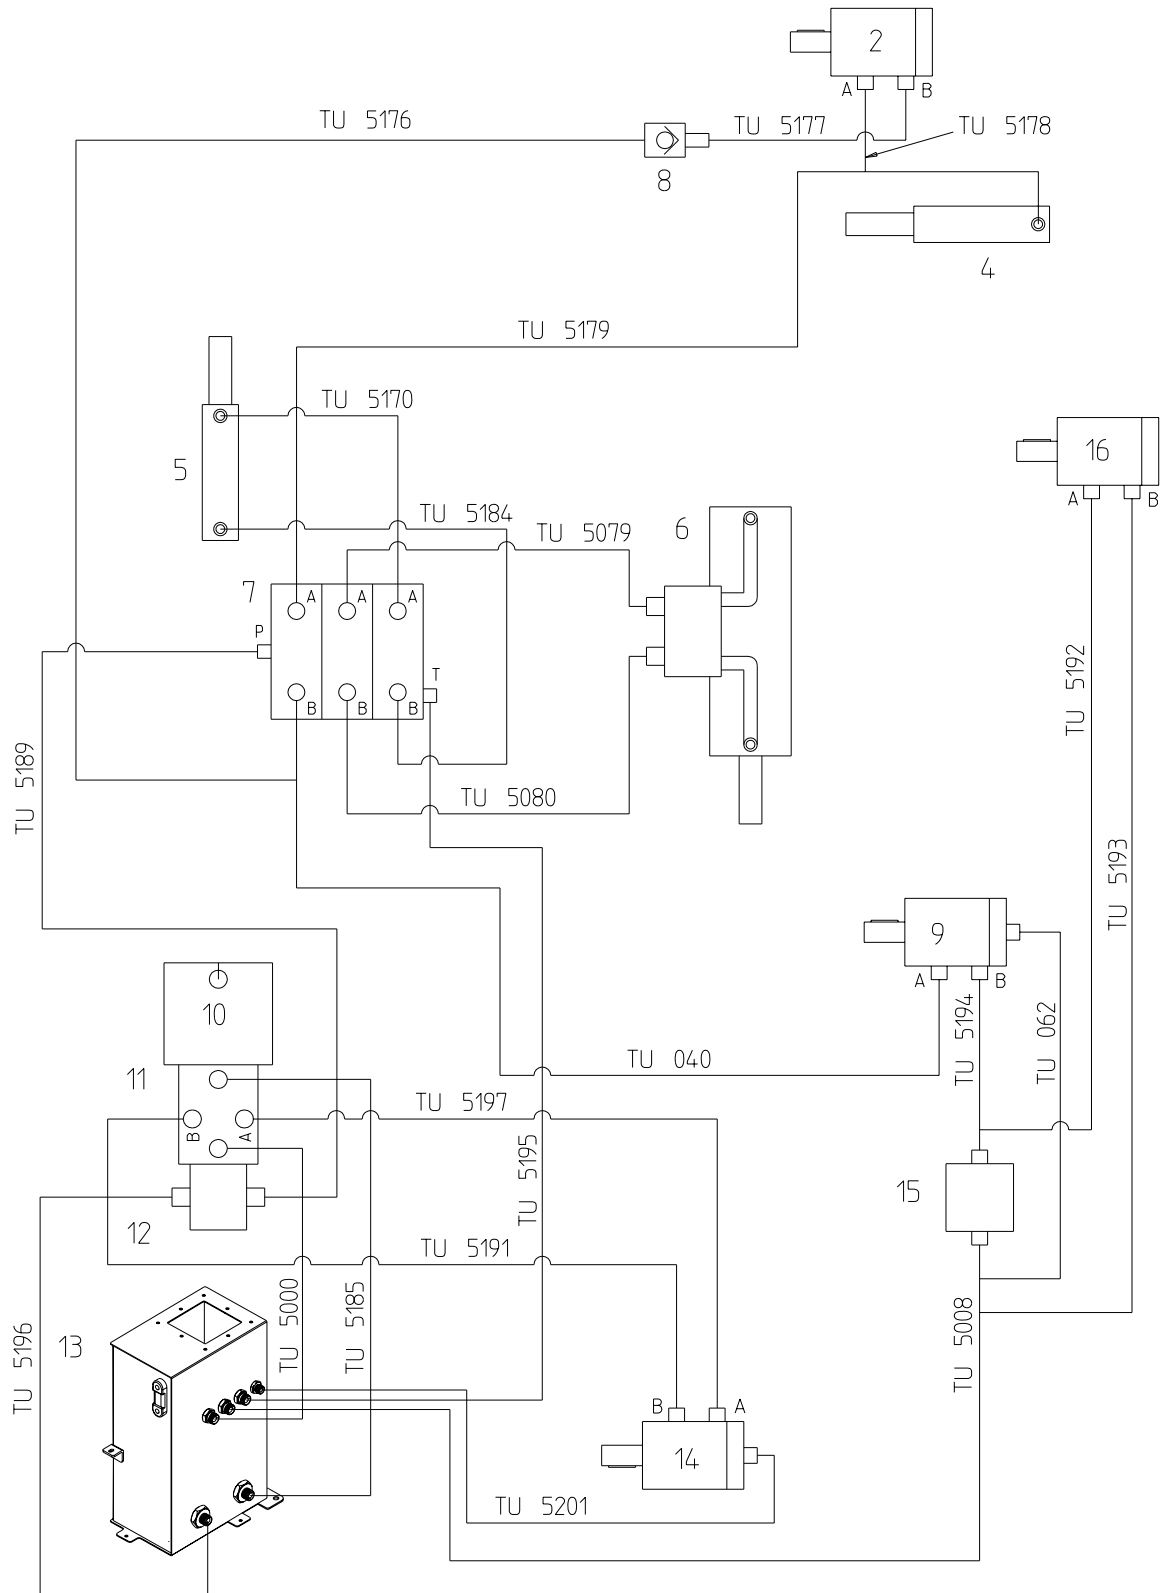 2
A
B
TU 5176
TU 5177
TU 5178
8
4
TU 5179
TU 5170
5
16
A
B
TU 5184
TU 5079
6
7
A
A
A
P
T
B
B
B
TU 5192
TU 5189
TU 5080
TU 5193
9
A
B
10
TU 5194
TU 062
TU 040
11
TU 5197
B
A
TU 5195
15
12
TU 5191
TU 5000
TU 5185
TU 5008
TU 5196
13
B
A
14
TU 5201